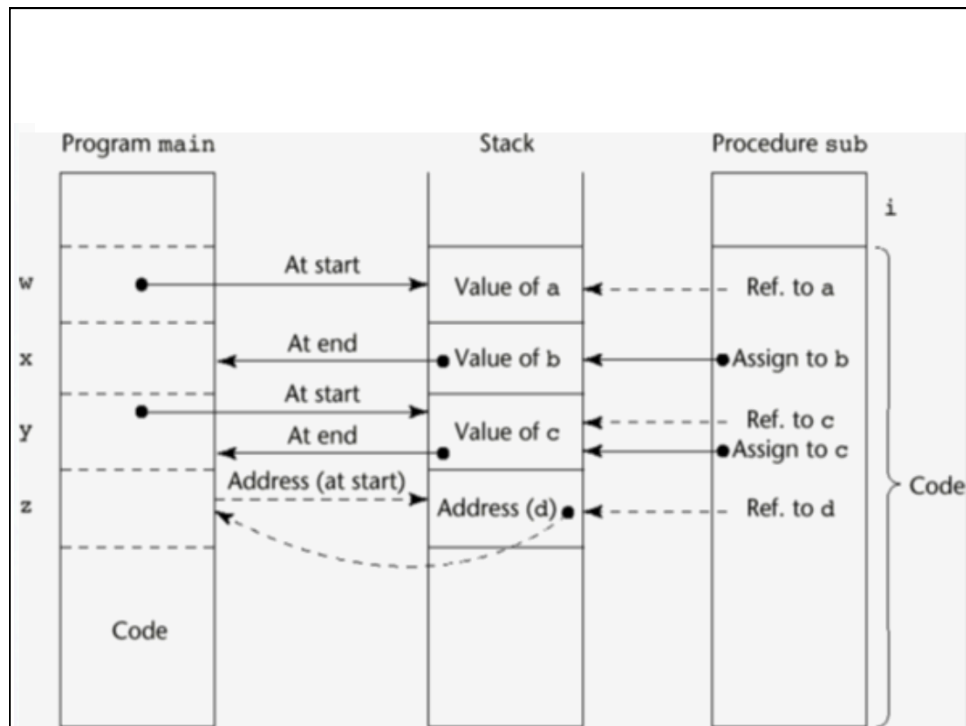 Program main
Stack
Procedure sub
i
At start
w
Value of a
Ref. to a
At end
x
Value of b
Assign to b
At start
Ref. to c
y
Value of c
At end
Assign to c
Address (at start)
z
Address (d)
Ref. to d
Code
Code